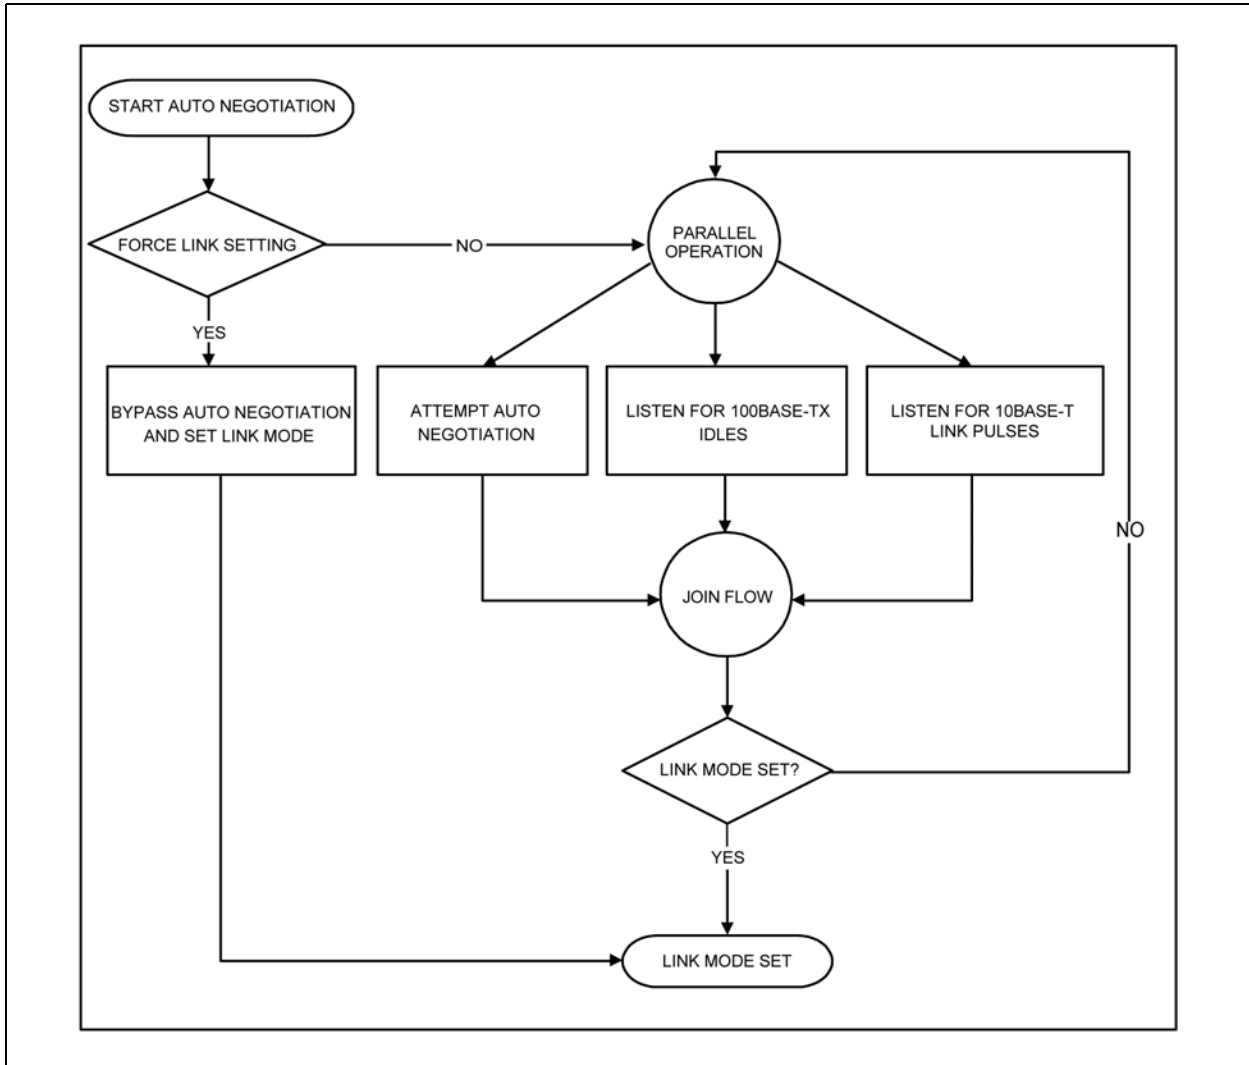 START AUTO NEGOTIATION
FORCE LINK SETTING
NO
PARALLEL
OPERATION
YES
BYPASS AUTO NEGOTIATION
AND SET LINK MODE
ATTEMPT AUTO
NEGOTIATION
LISTEN FOR 100BASE-TX
IDLES
LISTEN FOR 10BASE-T
LINK PULSES
NO
JOIN FLOW
LINK MODE SET?
YES
LINK MODE SET